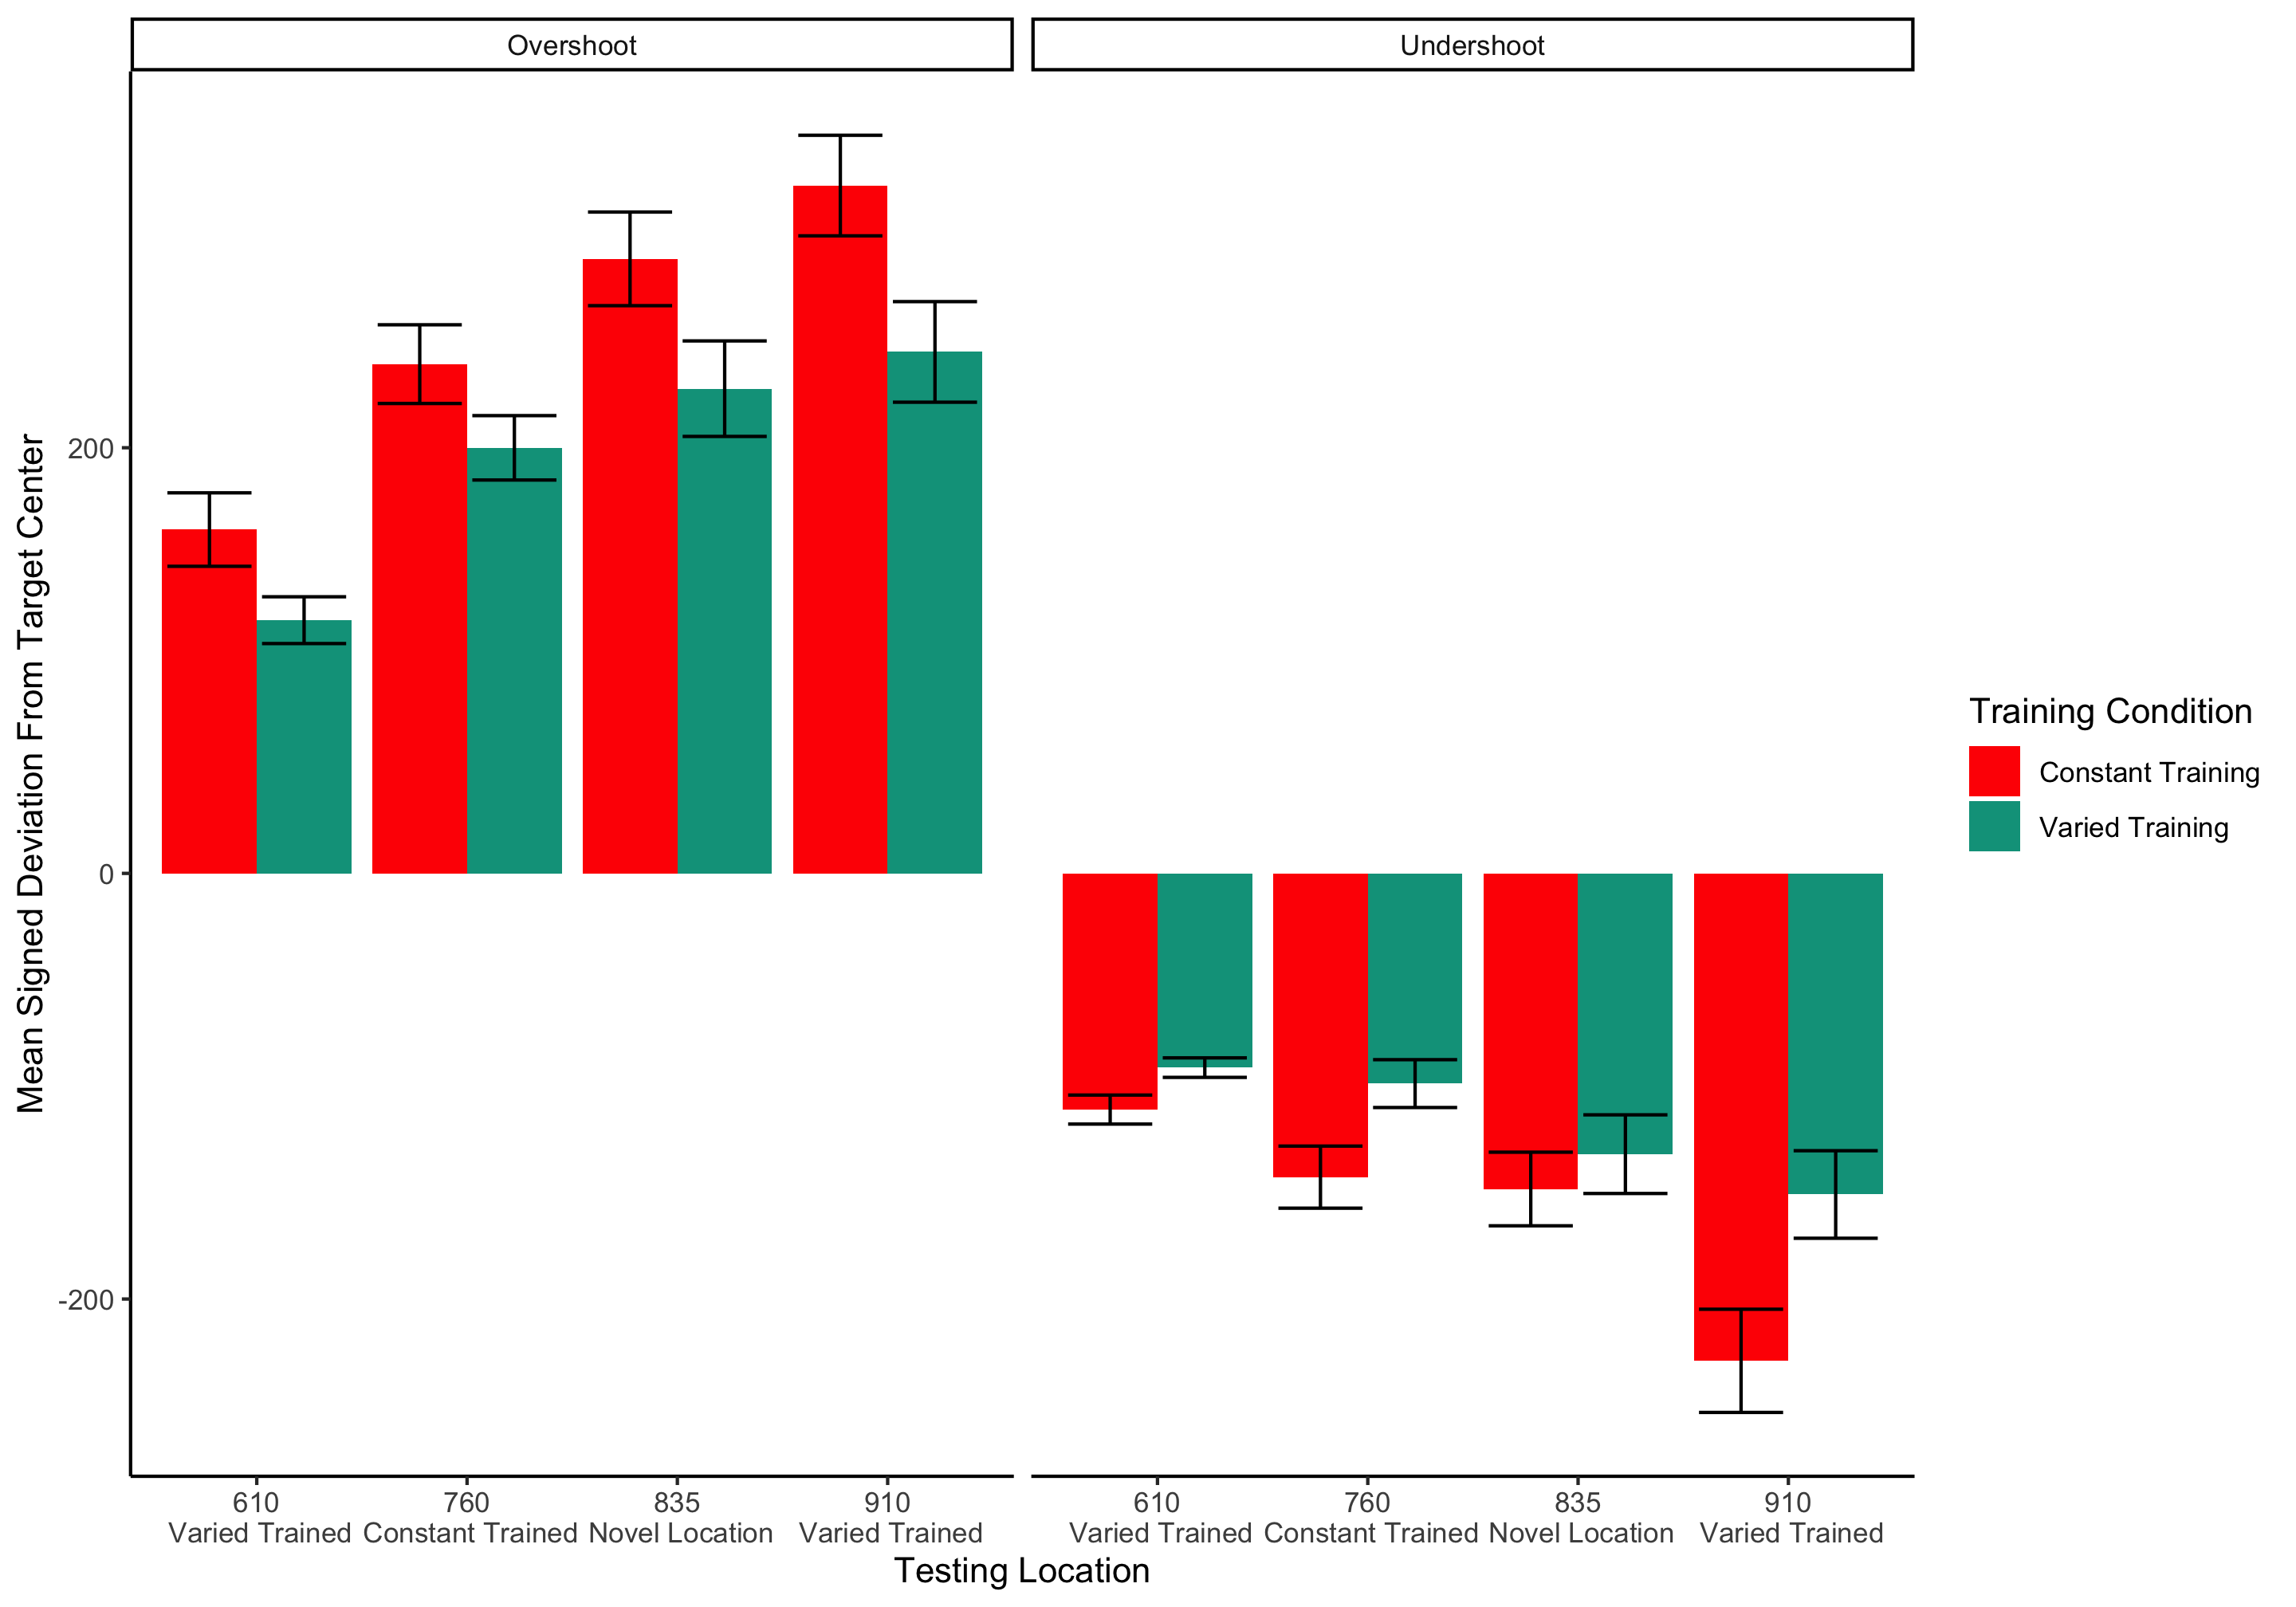 Overshoot
Undershoot
Mean Signed Deviation From Target Center
200
0
-200
610
Varied Trained
760
Constant Trained
835
Novel Location
910
Varied Trained
610
Varied Trained
760
Constant Trained
835
Novel Location
910
Varied Trained
Testing Location
Training Condition
Constant Training
Varied Training